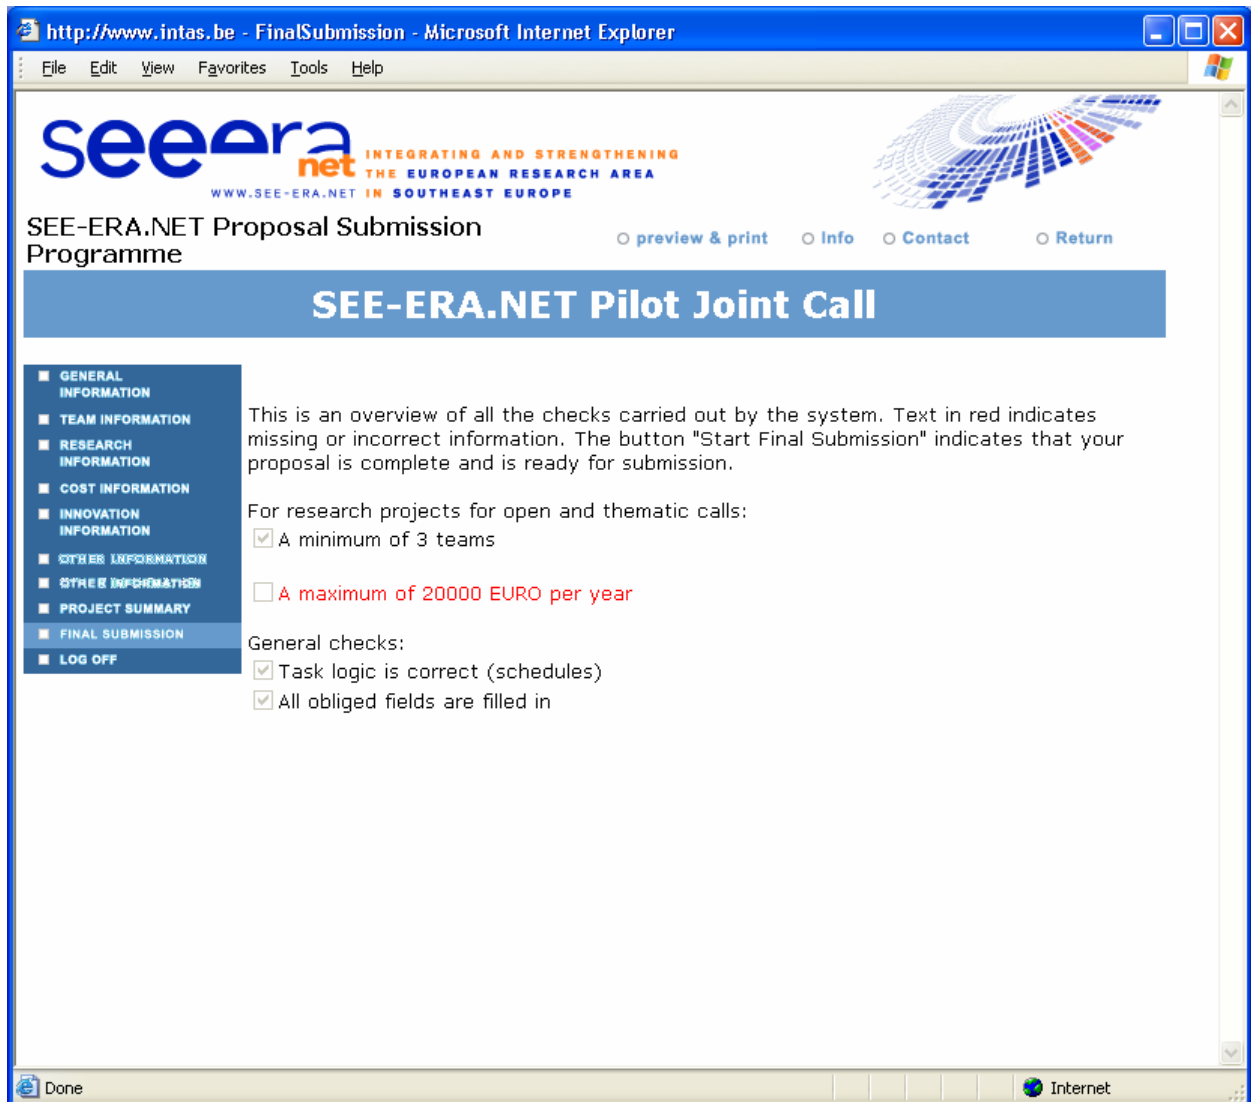 http://www.intas.be - FinalSubmission - Microsoft Internet Explorer
File Edit View Favorites Tools Help
seeera
net
INTEGRATING AND STRENGTHENING
THE EUROPEAN RESEARCH AREA
WWW.SEE-ERA.NET IN SOUTHEAST EUROPE
SEE-ERA.NET Proposal Submission
Programme
preview & print Info Contact Return
SEE-ERA.NET Pilot Joint Call
GENERAL
INFORMATION
TEAM INFORMATION
RESEARCH
INFORMATION
COST INFORMATION
INNOVATION
INFORMATION
OTHER INFORMATION
OTHER INFORMATION
PROJECT SUMMARY
FINAL SUBMISSION
LOG OFF
This is an overview of all the checks carried out by the system. Text in red indicates
missing or incorrect information. The button "Start Final Submission" indicates that your
proposal is complete and is ready for submission.
For research projects for open and thematic calls:
A minimum of 3 teams
A maximum of 20000 EURO per year
General checks:
Task logic is correct (schedules)
All obliged fields are filled in
Done
Internet